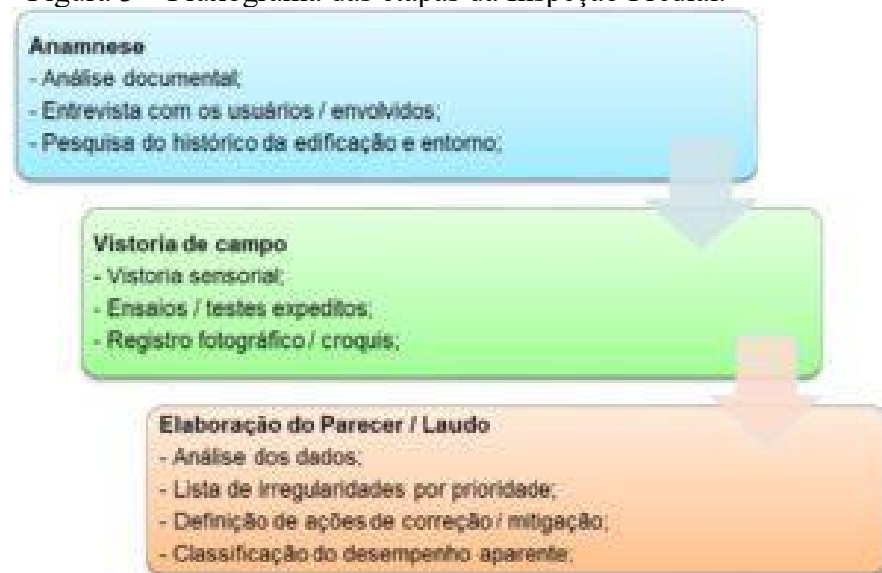 Anamnese
- Análise documental;
- Entrevista com os usuários / envolvidos;
- Pesquisa do histórico da edificação e entorno;
Vistoria de campo
- Vistoria sensorial;
- Ensaios / testes expeditos;
- Registro fotográfico / croquis;
Elaboração do Parecer / Laudo
- Análise dos dados;
- Lista de irregularidades por prioridade;
- Definição de ações de correção / mitigação;
- Classificação do desempenho aparente.